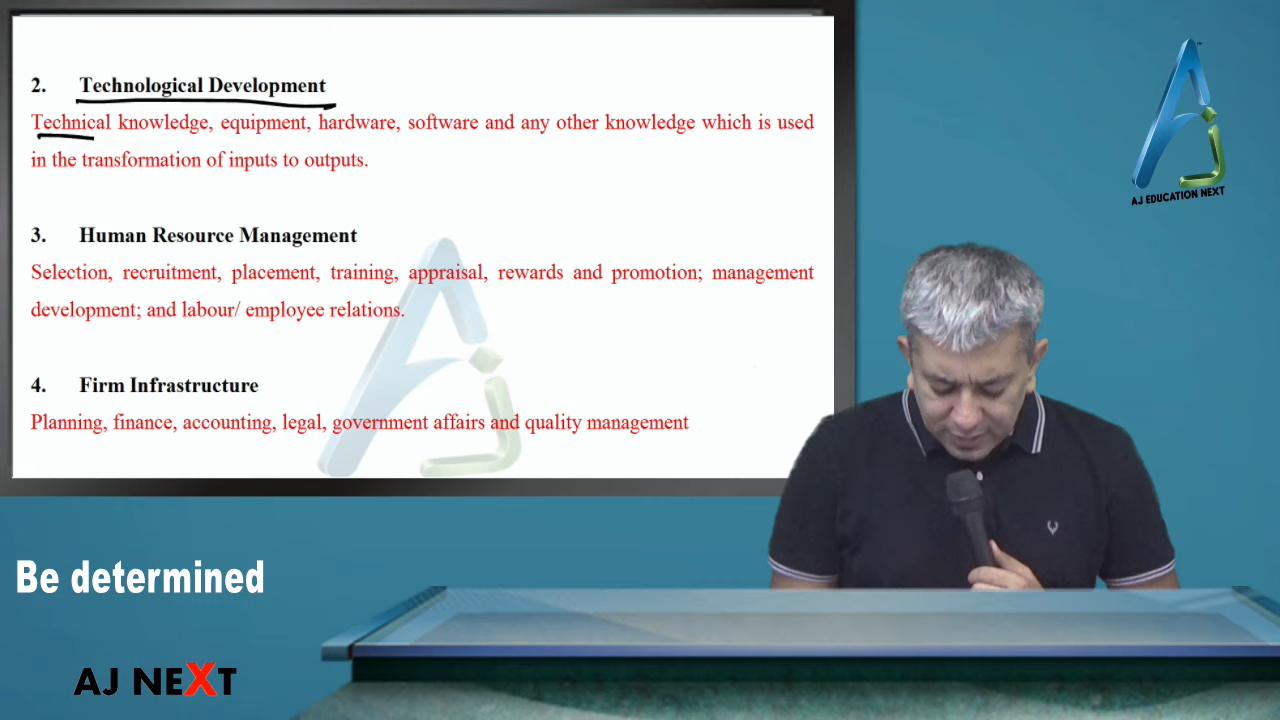 2. Technological Development
Technical knowledge, equipment, hardware, software and any other knowledge which is used
in the transformation of inputs to outputs.
3. Human Resource Management
Selection, recruitment, placement, training, appraisal, rewards and promotion; management
development; and labour/ employee relations.
4. Firm Infrastructure
Planning, finance, accounting, legal, government affairs and quality management
AJ EDUCATION NEXT
Be determined
AJ NEXT